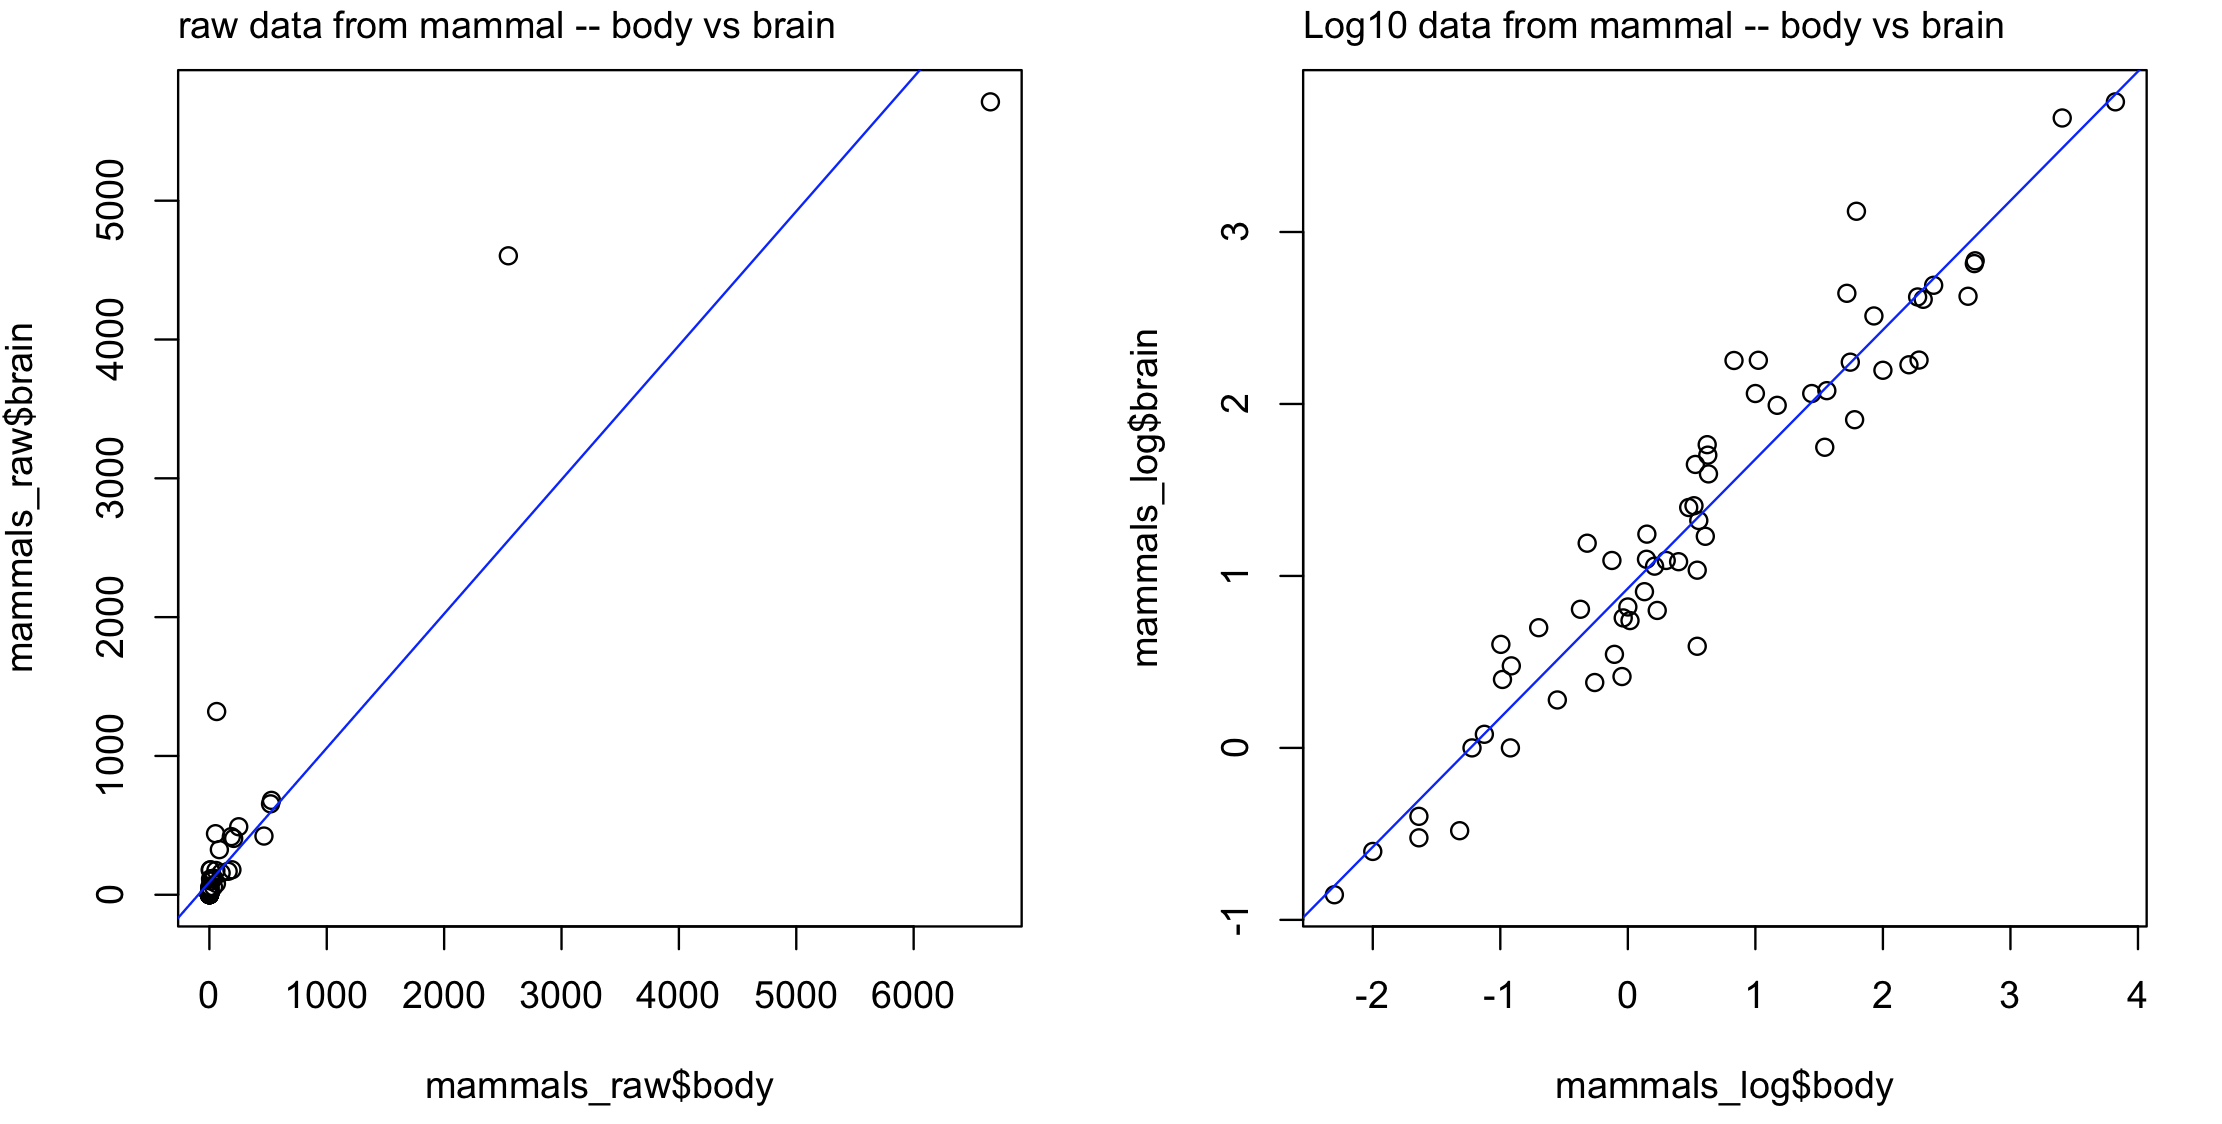 raw data from mammal -- body vs brain
mammals_raw$brain
5000
4000
3000
2000
1000
0
0 1000 2000 3000 4000 5000 6000
mammals_raw$body
Log10 data from mammal -- body vs brain
mammals_log$brain
3
2
1
0
-1
-2 -1 0 1 2 3 4
mammals_log$body